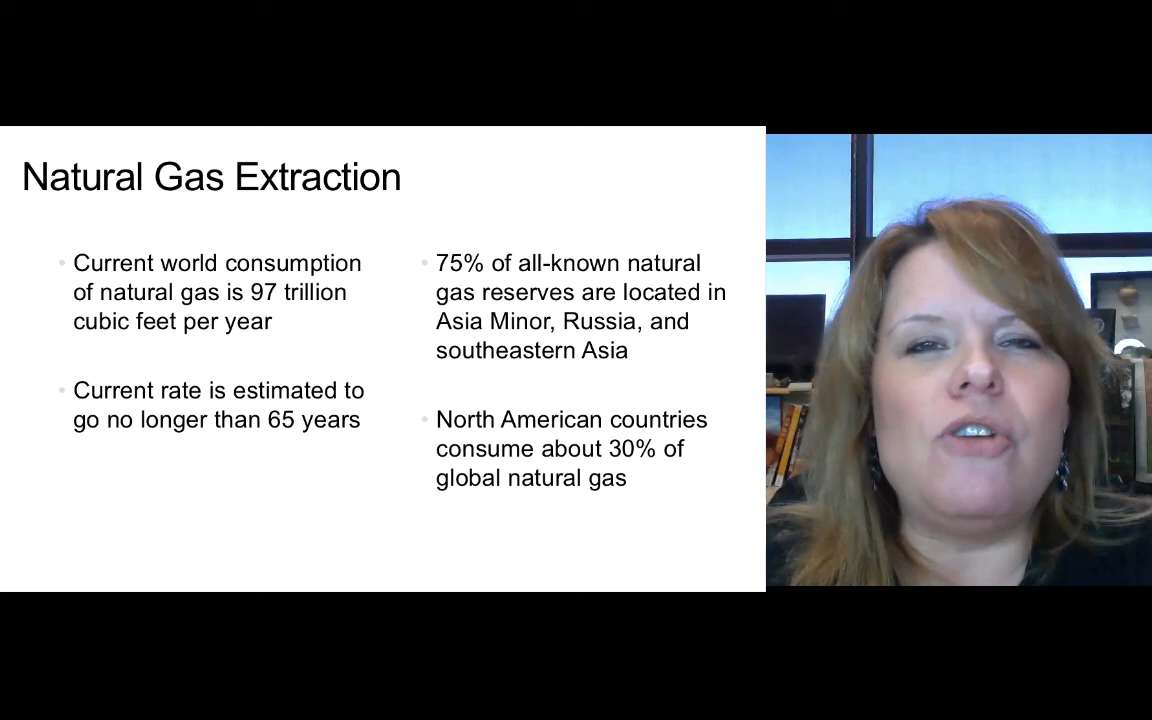 Natural Gas Extraction
• Current world consumption
of natural gas is 97 trillion
cubic feet per year
• Current rate is estimated to
go no longer than 65 years
• 75% of all-known natural
gas reserves are located in
Asia Minor, Russia, and
southeastern Asia
• North American countries
consume about 30% of
global natural gas